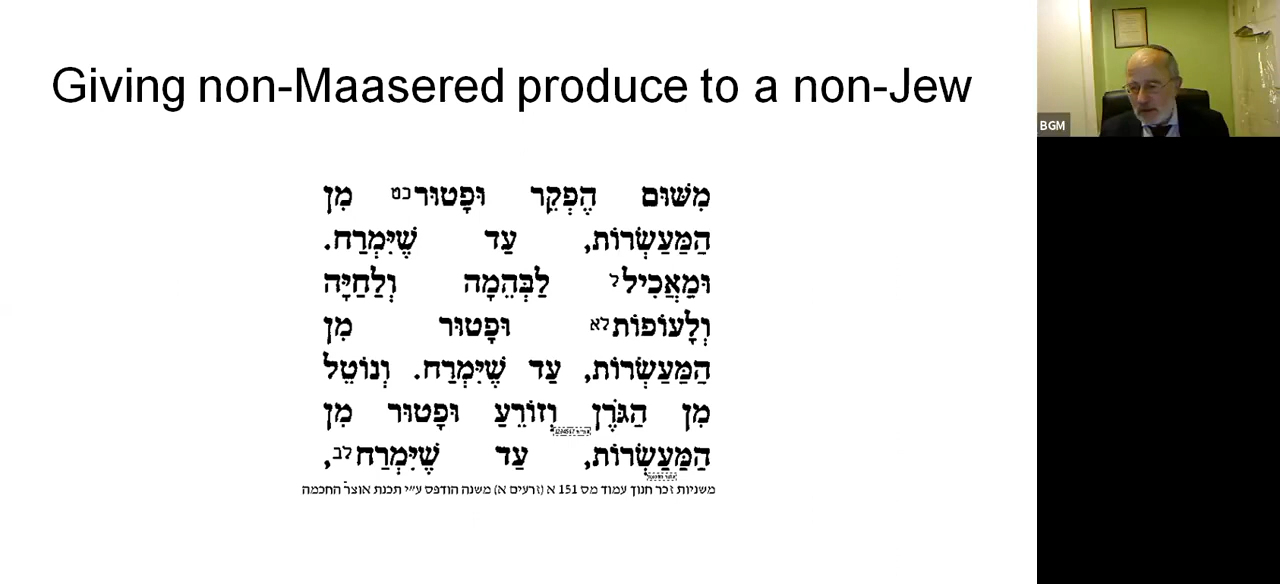 Giving non-Maasered produce to a non-Jew
מִשּׁוּם הֶפְקֵר וּפָטוּר כט מִן
הַמַּעַשְׂרוֹת, עַד שֶׁיִּמְרַח.
וּמַאֲכִיל ל לַבְּהֵמָה וְלַחַיָּה
וְלָעוֹפוֹת לא וּפָטוּר מִן
הַמַּעַשְׂרוֹת, עַד שֶׁיִּמְרַח. וְנוֹטֵל
מִן הַגֹּרֶן וְזוֹרֵעַ וּפָטוּר מִן
הַמַּעַשְׂרוֹת, עַד שֶׁיִּמְרַח לב,
משניות זכר חנוך עמוד מס 151 א (זרעים א) משנה הודפס ע״י תכנת אוצר החכמה
BGM